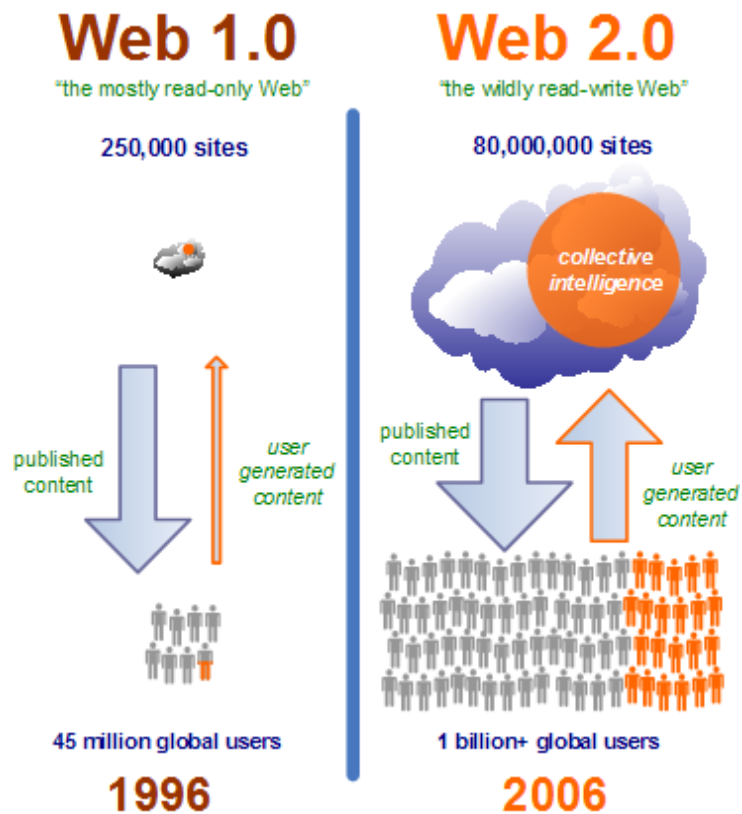 Web 1.0
"the mostly read-only Web"
250,000 sites
published
content
user
generated
content
45 million global users
1996
Web 2.0
"the wildly read-write Web"
80,000,000 sites
collective
intelligence
published
content
user
generated
content
1 billion+ global users
2006